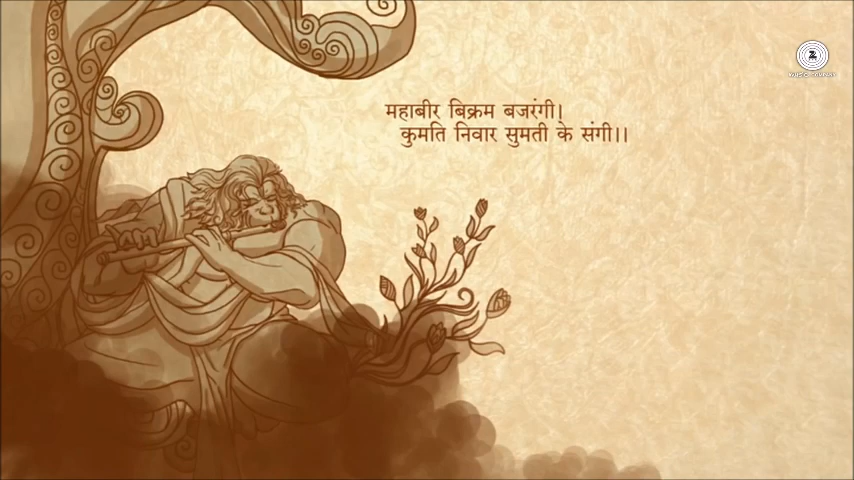 महाबीर बिक्रम बजरंगी।
कुमति निवार सुमती के संगी।।